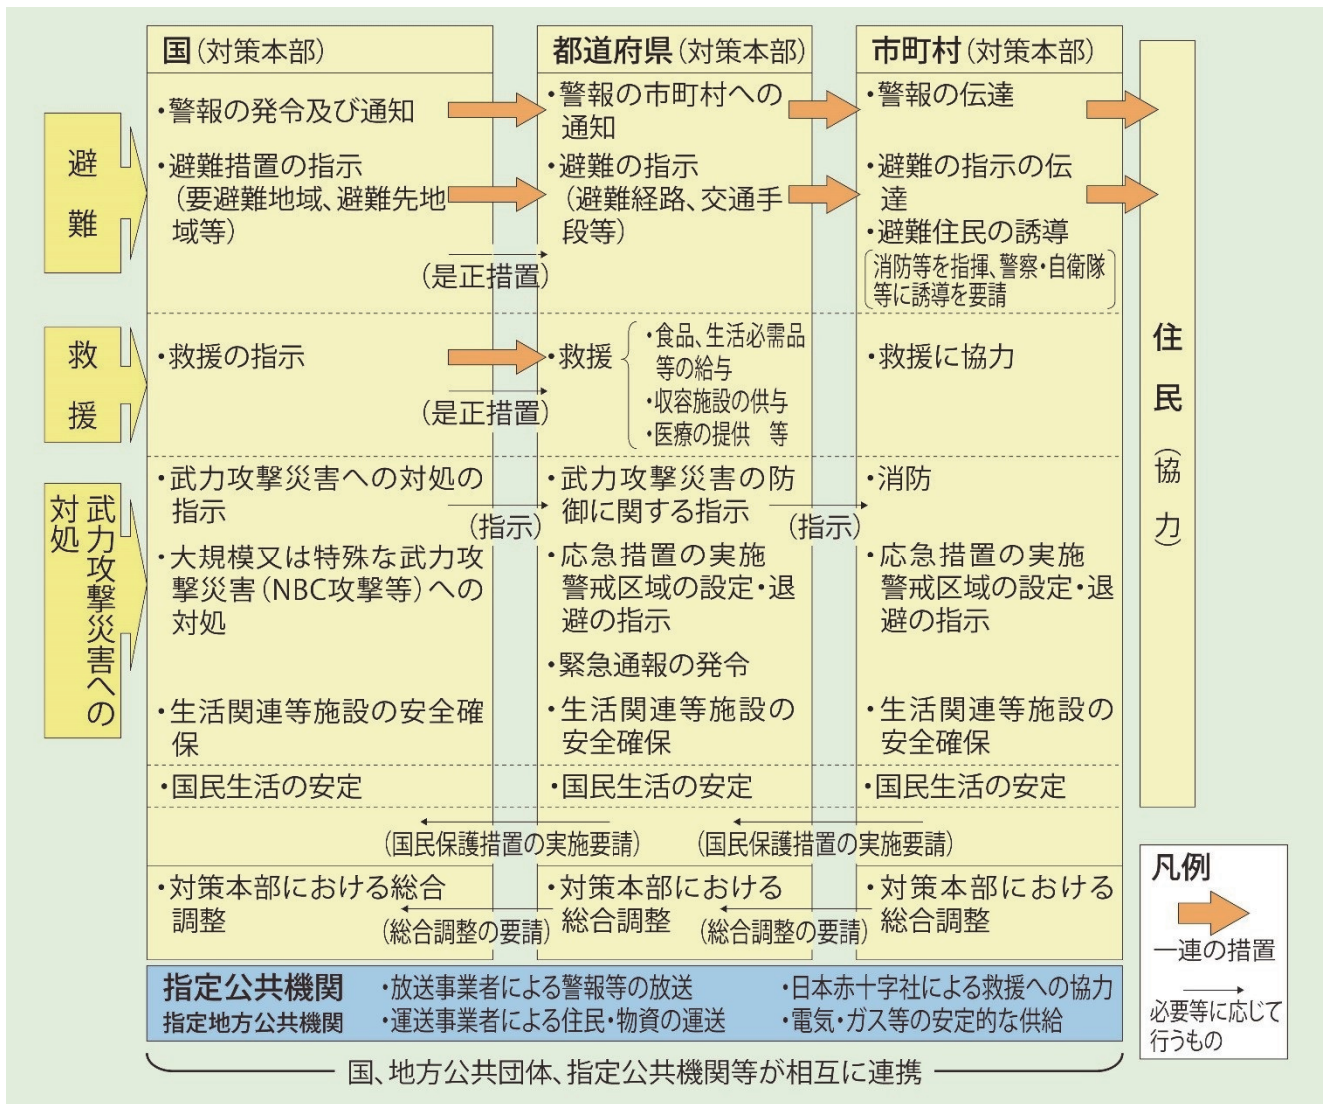 国(対策本部)
都道府県(対策本部)
市町村(対策本部)
避難
・警報の発令及び通知
・避難措置の指示
(要避難地域、避難先地
域等)
(是正措置)
・警報の市町村への
通知
・避難の指示
(避難経路、交通手
段等)
・警報の伝達
・避難の指示の伝
達
・避難住民の誘導
消防等を指揮、警察・自衛隊
等に誘導を要請
救援
・救援の指示
(是正措置)
・救援
・食品、生活必需品
等の給与
・収容施設の供与
・医療の提供 等
・救援に協力
武力攻撃災害への
対処
・武力攻撃災害への対処の
指示
(指示)
・大規模又は特殊な武力攻
撃災害(NBC攻撃等)への
対処
・生活関連等施設の安全確
保
・武力攻撃災害の防
御に関する指示
(指示)
・応急措置の実施
警戒区域の設定・退
避の指示
・緊急通報の発令
・生活関連等施設の
安全確保
・消防
・応急措置の実施
警戒区域の設定・退
避の指示
・生活関連等施設の
安全確保
・国民生活の安定
・国民生活の安定
・国民生活の安定
(国民保護措置の実施要請)
(国民保護措置の実施要請)
・対策本部における総合
調整
(総合調整の要請)
・対策本部における
総合調整
(総合調整の要請)
・対策本部における
総合調整
住民(協力)
指定公共機関
指定地方公共機関
・放送事業者による警報等の放送
・運送事業者による住民・物資の運送
・日本赤十字社による救援への協力
・電気・ガス等の安定的な供給
国、地方公共団体、指定公共機関等が相互に連携
凡例
一連の措置
必要等に応じて
行うもの